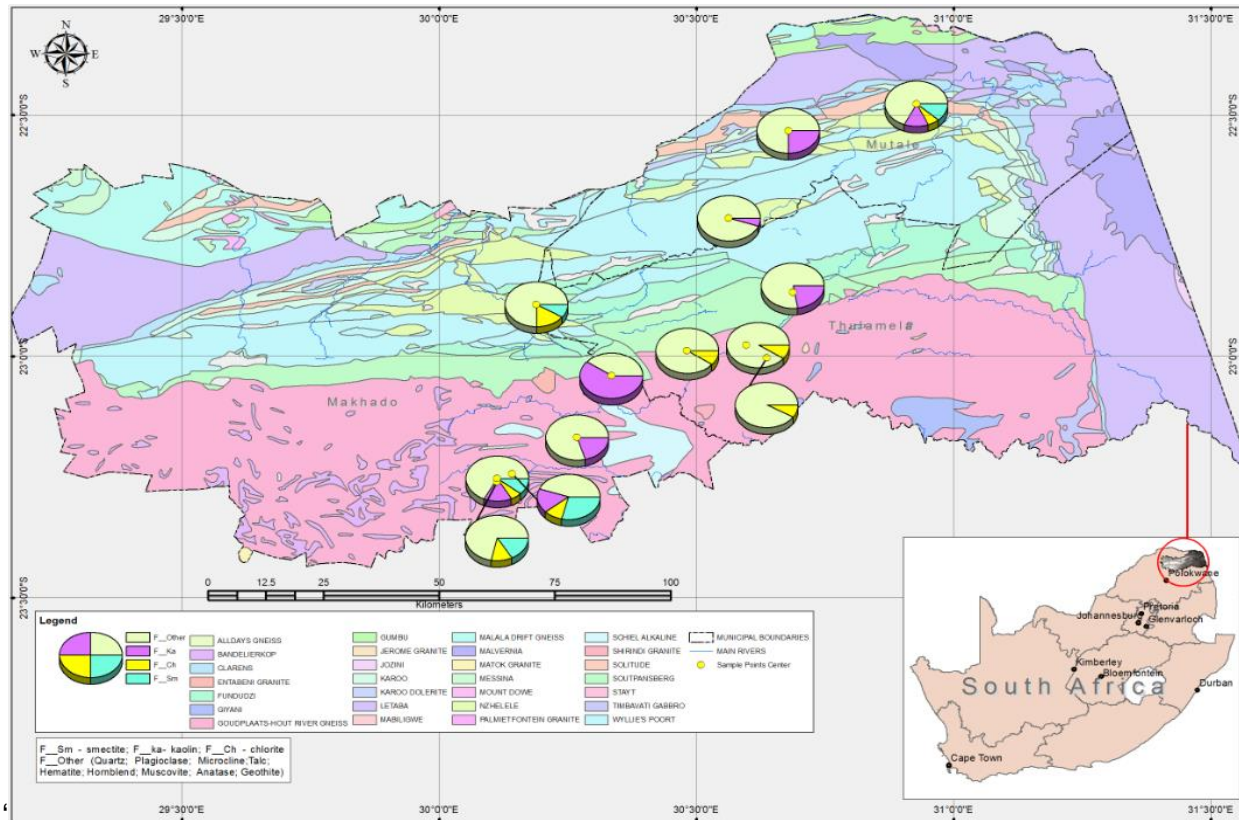 29°30'0"E 30°0'0"E 30°30'0"E 31°0'0"E 31°30'0"E
N
W E
S
22°30'0"S 22°30'0"S
Mutale
23°0'0"S 23°0'0"S
Thulamela
Makhado
23°30'0"S 23°30'0"S
0 12.5 25 50 75 100
Kilometers
Legend
F__Other
F__Ka
F__Ch
F__Sm
ALLDAYS GNEISS
BANDELIERKOP
CLARENS
ENTABENI GRANITE
FUNDUDZI
GIYANI
GOUDPLAATS-HOUT RIVER GNEISS
GUMBU
JEROME GRANITE
JOZINI
KAROO
KAROO DOLERITE
LETABA
MABILIGWE
MALALA DRIFT GNEISS
MALVERNIA
MATOK GRANITE
MESSINA
MOUNT DOWE
NZHELELE
PALMIETFONTEIN GRANITE
SCHIEL ALKALINE
SHIRINDI GRANITE
SOLITUDE
SOUTPANSBERG
STAYT
TIMBAVATI GABBRO
WYLLIE'S POORT
MUNICIPAL BOUNDARIES
MAIN RIVERS
Sample Points Center
F__Sm - smectite; F__ka- kaolin; F__Ch - chlorite
F__Other (Quartz; Plagioclase; Microcline;Talc;
Hematite; Hornblend; Muscovite; Anatase; Geothite)
Polokwane
Pretoria
Johannesburg
Glenvarloch
Kimberley
Bloemfontein
South Africa
Durban
Cape Town
‘
29°30'0"E 30°0'0"E 30°30'0"E 31°0'0"E 31°30'0"E